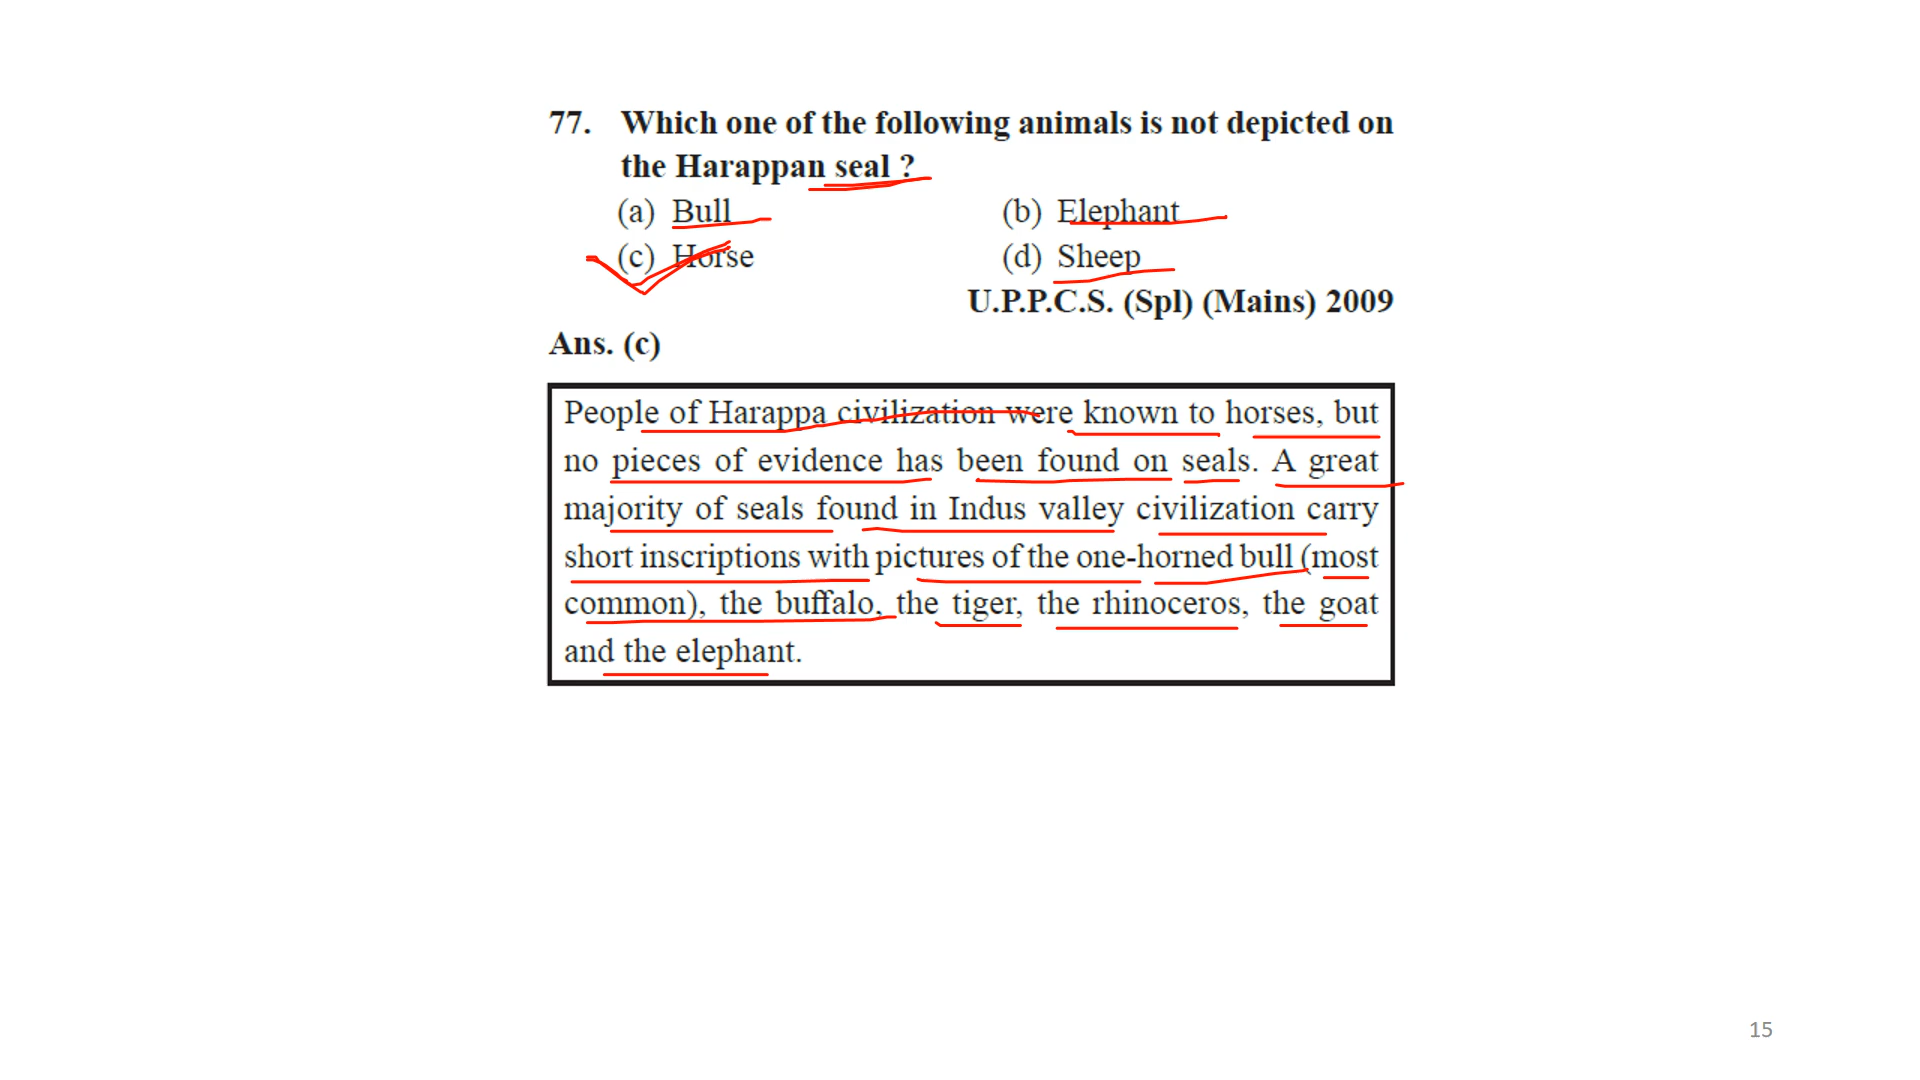 77. Which one of the following animals is not depicted on
the Harappan seal ?
(a) Bull (b) Elephant
(c) Horse (d) Sheep
U.P.P.C.S. (Spl) (Mains) 2009
Ans. (c)
People of Harappa civilization were known to horses, but
no pieces of evidence has been found on seals. A great
majority of seals found in Indus valley civilization carry
short inscriptions with pictures of the one-horned bull (most
common), the buffalo, the tiger, the rhinoceros, the goat
and the elephant.
15